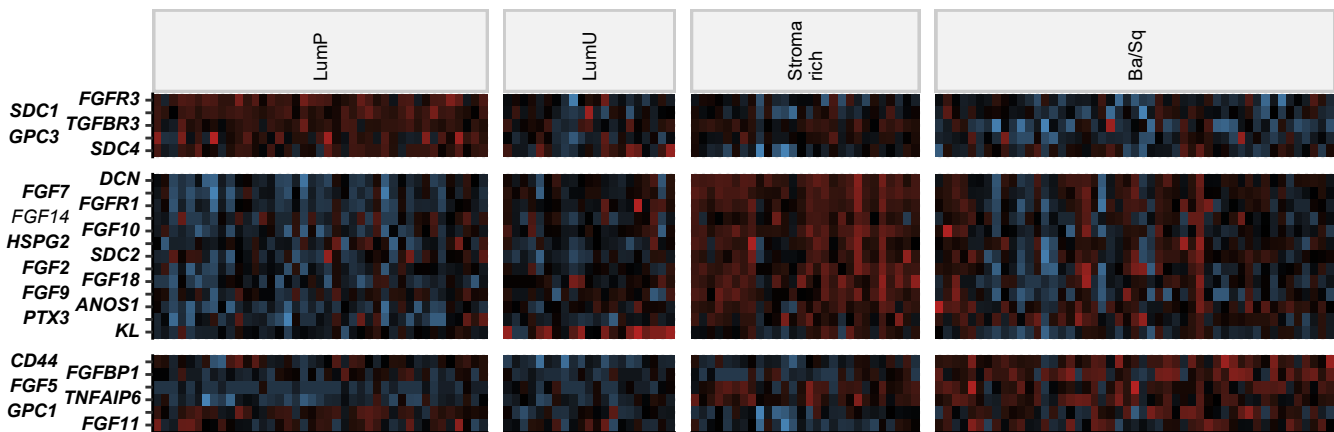 LumP
LumU
Stroma
rich
Ba/Sq
FGFR3
SDC1
TGFBR3
GPC3
SDC4
DCN
FGF7
FGFR1
FGF14
FGF10
HSPG2
SDC2
FGF2
FGF18
FGF9
ANOS1
PTX3
KL
CD44
FGFBP1
FGF5
TNFAIP6
GPC1
FGF11